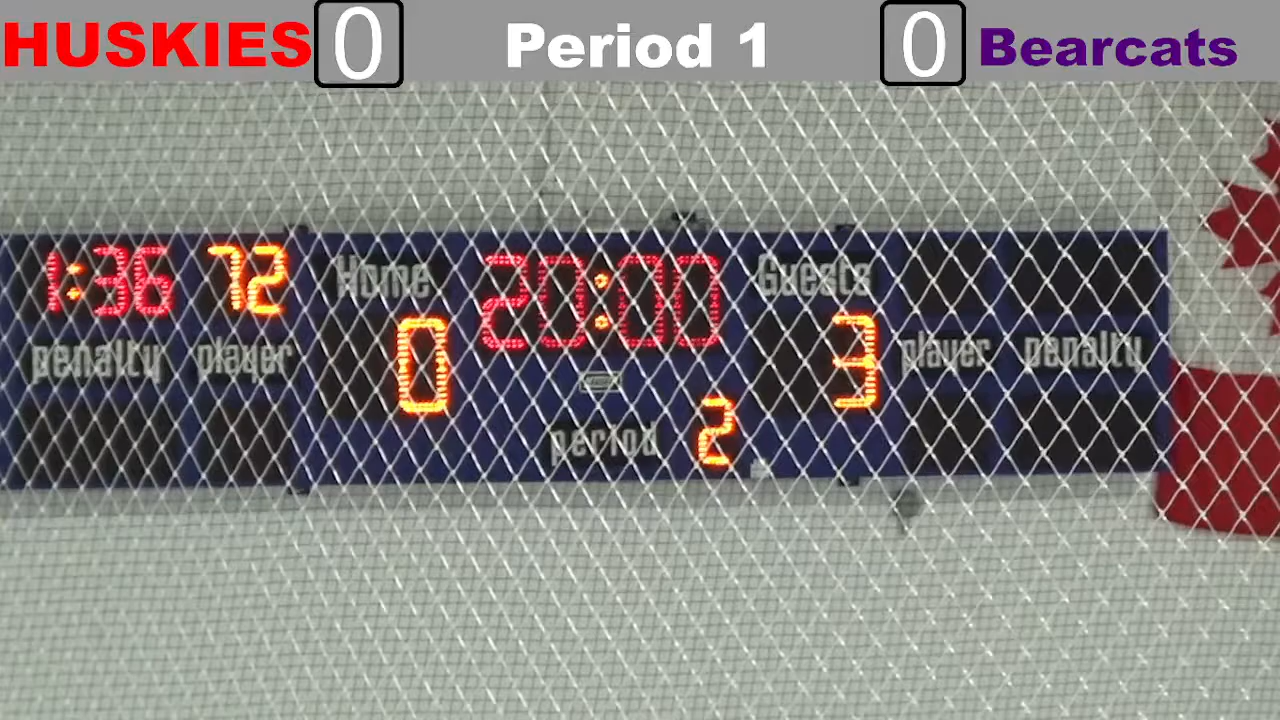 HUSKIES 0 Period 1 0 Bearcats
1:36 72 Home 20:00 Guests
penalty player 0 3 player penalty
period 2